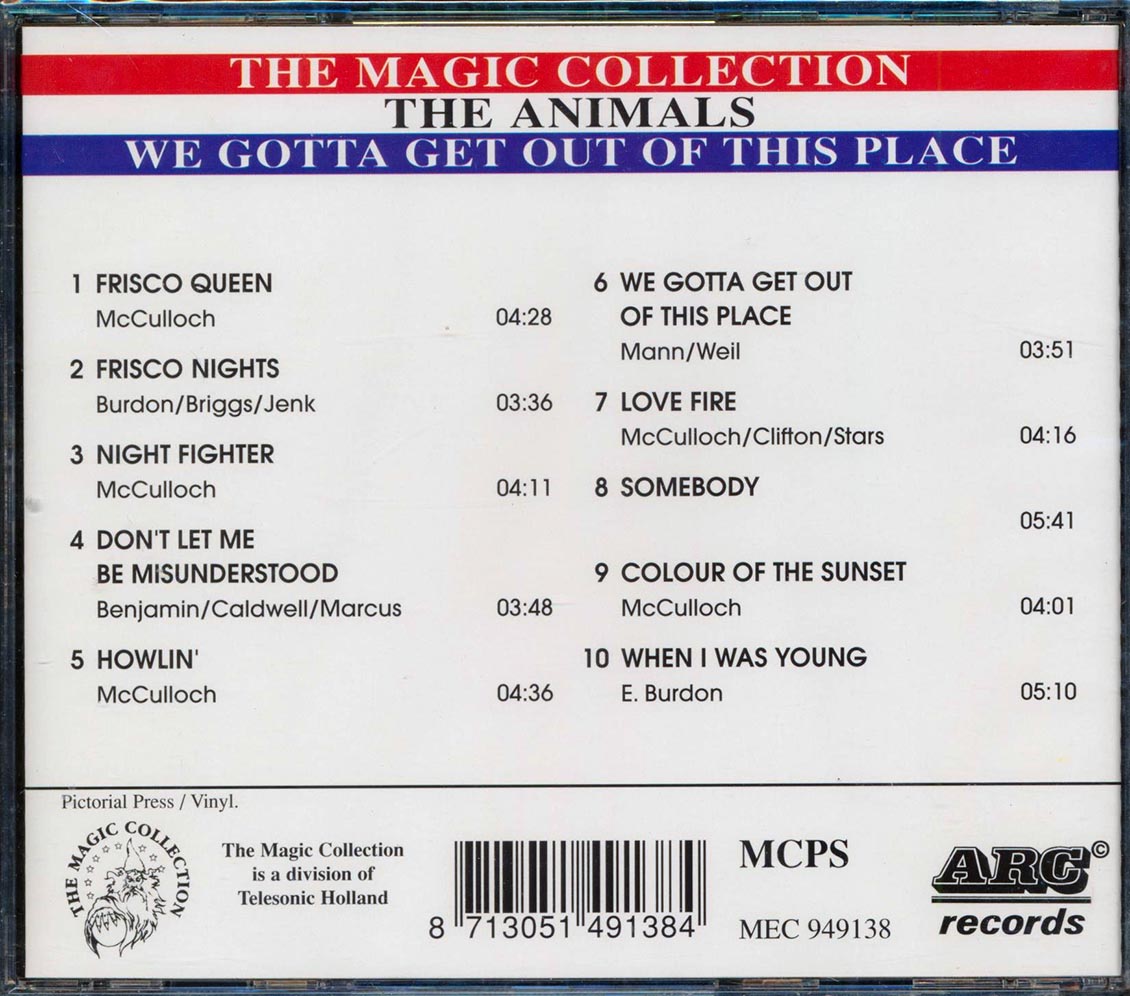 THE MAGIC COLLECTION
THE ANIMALS
WE GOTTA GET OUT OF THIS PLACE
1 FRISCO QUEEN
McCulloch 04:28
2 FRISCO NIGHTS
Burdon/Briggs/Jenk 03:36
3 NIGHT FIGHTER
McCulloch 04:11
4 DON'T LET ME
BE MISUNDERSTOOD
Benjamin/Caldwell/Marcus 03:48
5 HOWLIN'
McCulloch 04:36
6 WE GOTTA GET OUT
OF THIS PLACE
Mann/Weil 03:51
7 LOVE FIRE
McCulloch/Clifton/Stars 04:16
8 SOMEBODY
05:41
9 COLOUR OF THE SUNSET
McCulloch 04:01
10 WHEN I WAS YOUNG
E. Burdon 05:10
Pictorial Press / Vinyl.
THE MAGIC COLLECTION
The Magic Collection
is a division of
Telesonic Holland
8 713051 491384
MCPS
MEC 949138
ARC ©
records